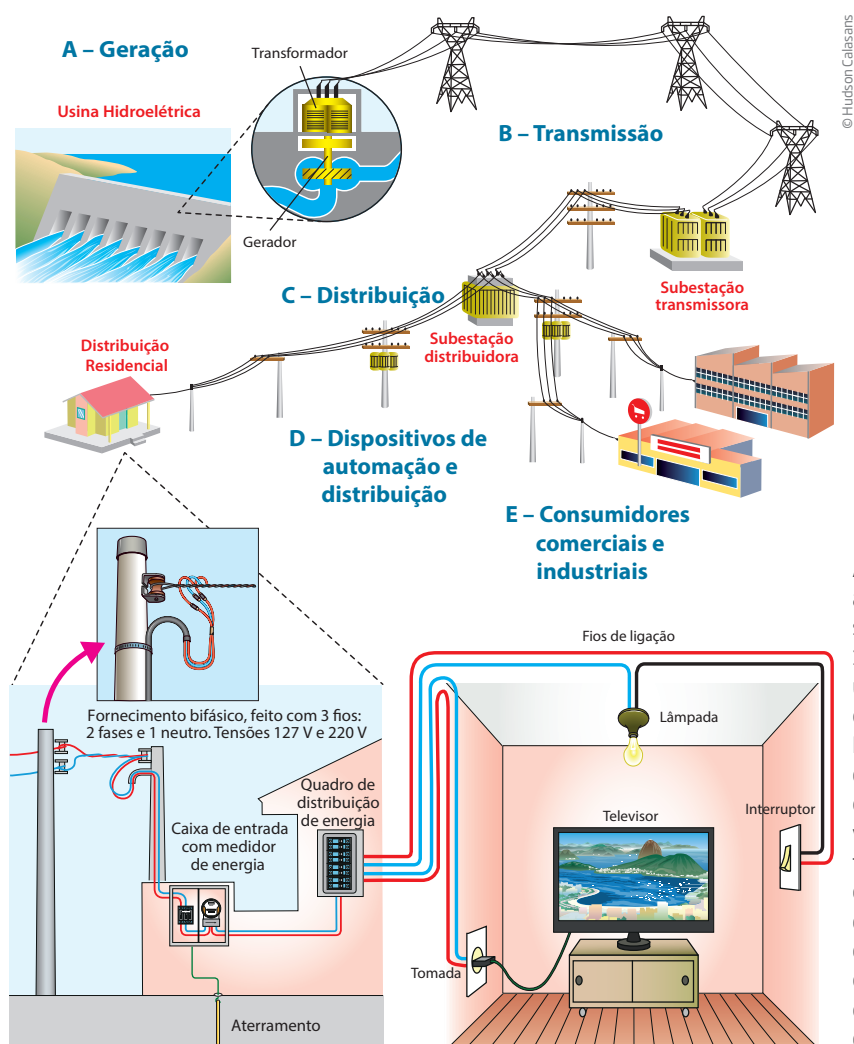 © Hudson Calasans
A – Geração
Transformador
Usina Hidroelétrica
B – Transmissão
Gerador
Subestação
transmissora
C – Distribuição
Subestação
distribuidora
Distribuição
Residencial
D – Dispositivos de
automação e
distribuição
E – Consumidores
comerciais e
industriais
Fornecimento bifásico, feito com 3 fios:
2 fases e 1 neutro. Tensões 127 V e 220 V
Fios de ligação
Lâmpada
Quadro de
distribuição
de energia
Caixa de entrada
com medidor
de energia
Televisor
Interruptor
Tomada
Aterramento